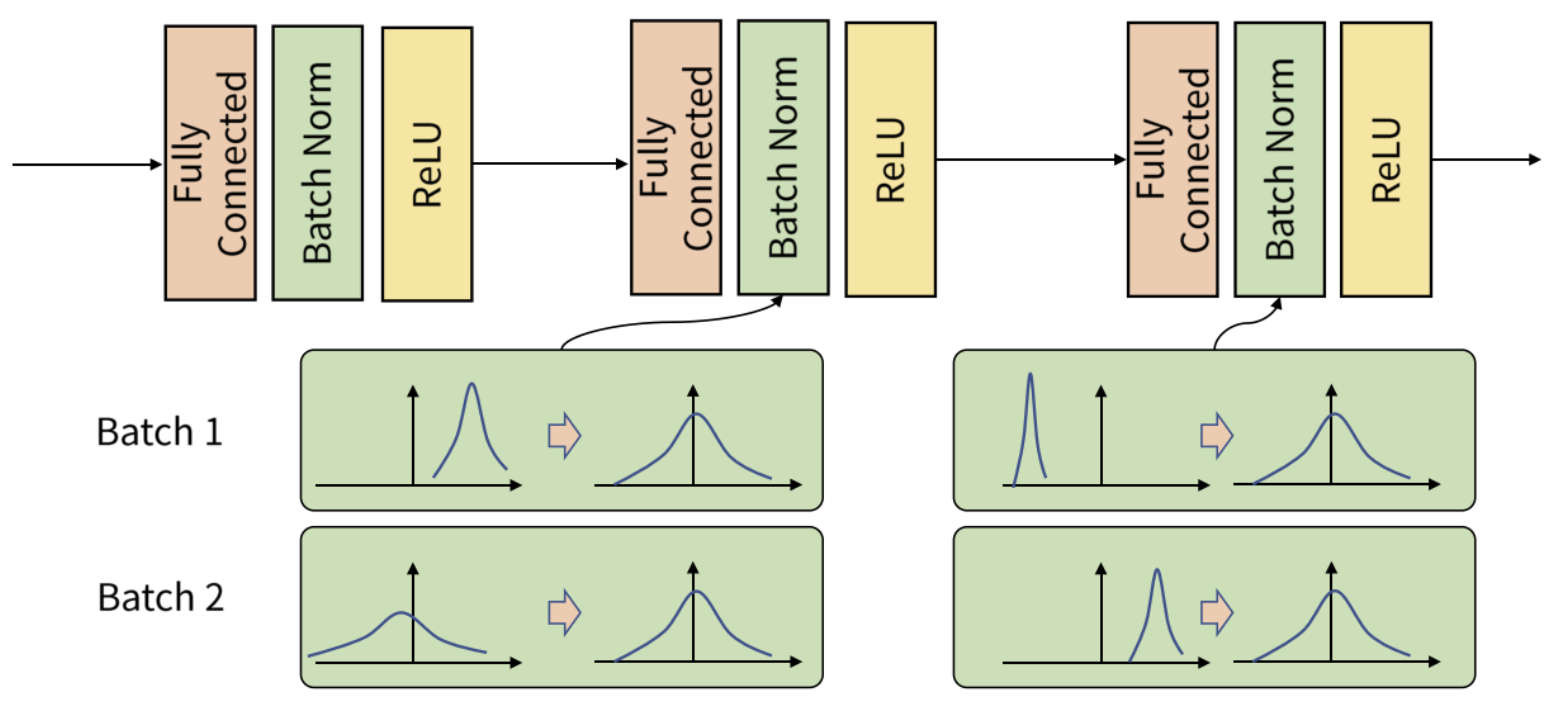 Fully
Connected
Batch Norm
ReLU
Fully
Connected
Batch Norm
ReLU
Fully
Connected
Batch Norm
ReLU
Batch 1
Batch 2